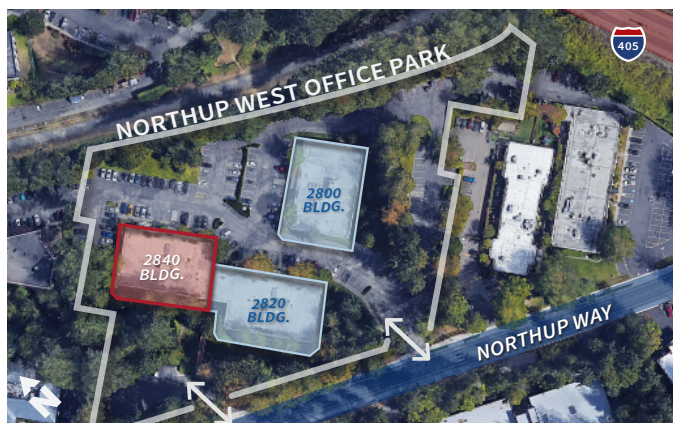 405
NORTHUP WEST OFFICE PARK
2800
BLDG.
2840
BLDG.
2820
BLDG.
NORTHUP WAY
N